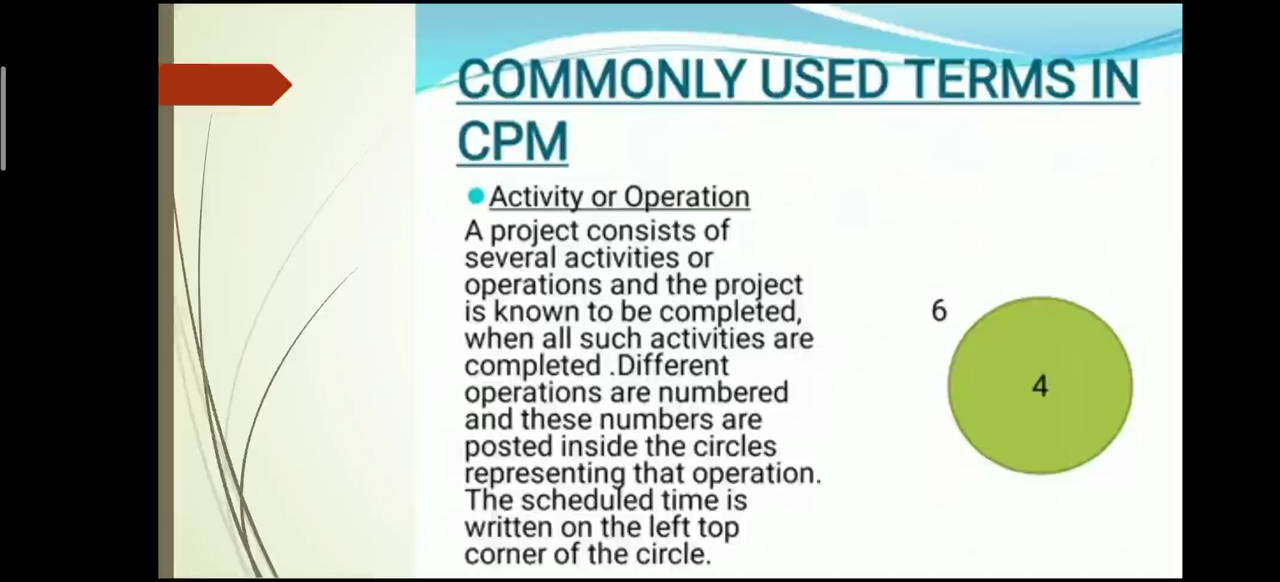 COMMONLY USED TERMS IN
CPM
Activity or Operation
A project consists of
several activities or
operations and the project
is known to be completed,
when all such activities are
completed .Different
operations are numbered
and these numbers are
posted inside the circles
representing that operation.
The scheduled time is
written on the left top
corner of the circle.
6
4